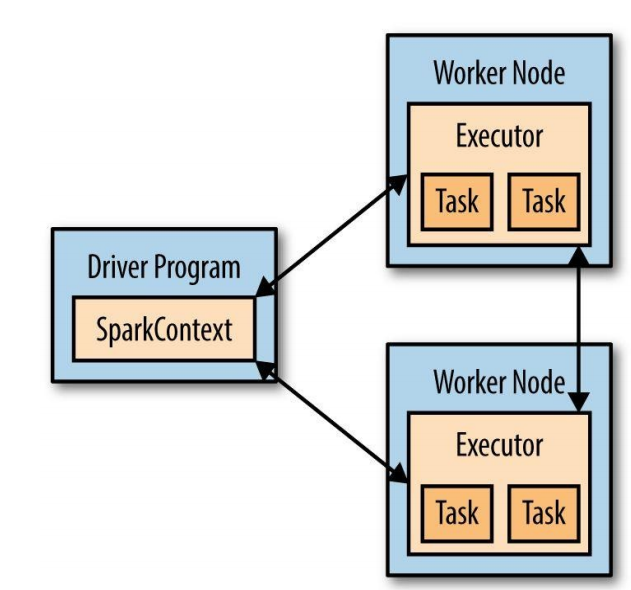 Worker Node
Executor
Task Task
Driver Program
SparkContext
Worker Node
Executor
Task Task